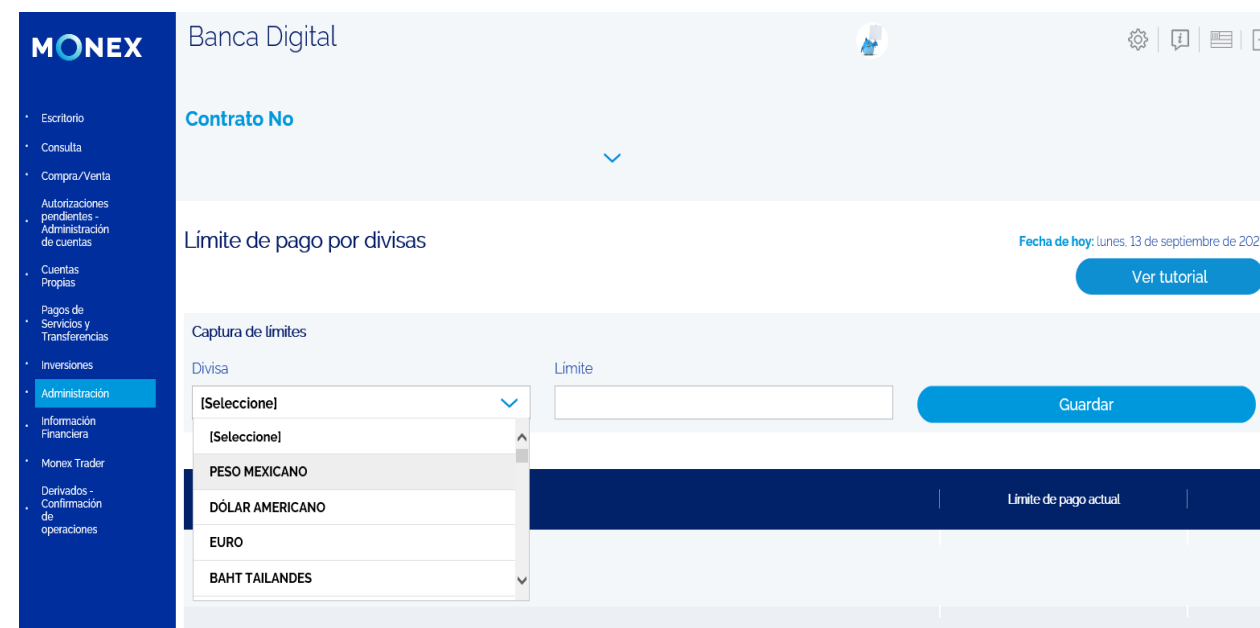 MONEX
Banca Digital
Escritorio
Consulta
Compra/Venta
Autorizaciones
pendientes -
Administración
de cuentas
Cuentas
Propias
Pagos de
Servicios y
Transferencias
Inversiones
Administración
Información
Financiera
Monex Trader
Derivados -
Confirmación
de
operaciones
Contrato No
Límite de pago por divisas
Fecha de hoy: lunes, 13 de septiembre de 202
Ver tutorial
Captura de límites
Divisa
Límite
[Seleccione]
Guardar
[Seleccione]
PESO MEXICANO
DÓLAR AMERICANO
EURO
BAHT TAILANDES
Límite de pago actual